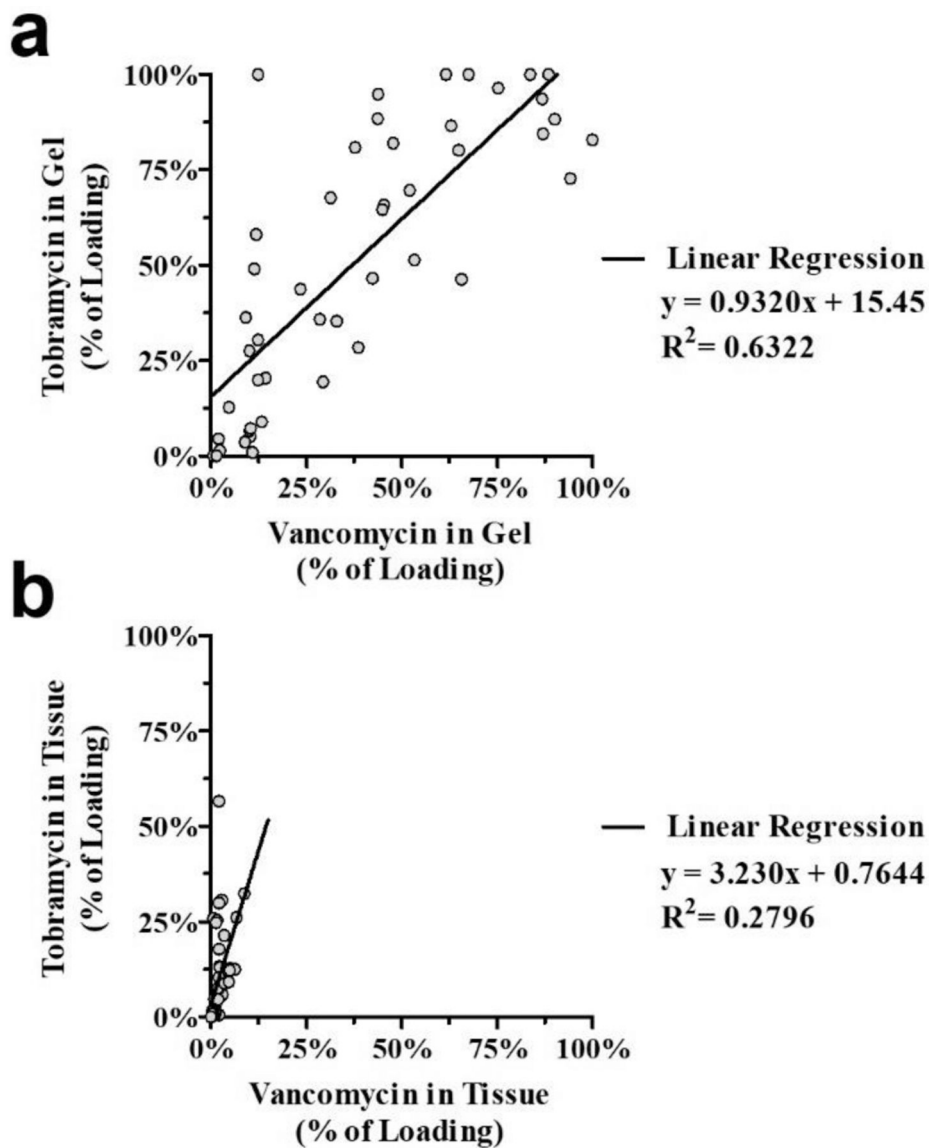 a
100%
75%
50%
25%
0%
Tobramycin in Gel
(% of Loading)
0% 25% 50% 75% 100%
Vancomycin in Gel
(% of Loading)
Linear Regression
y = 0.9320x + 15.45
R²= 0.6322
b
100%
75%
50%
25%
0%
Tobramycin in Tissue
(% of Loading)
0% 25% 50% 75% 100%
Vancomycin in Tissue
(% of Loading)
Linear Regression
y = 3.230x + 0.7644
R²= 0.2796